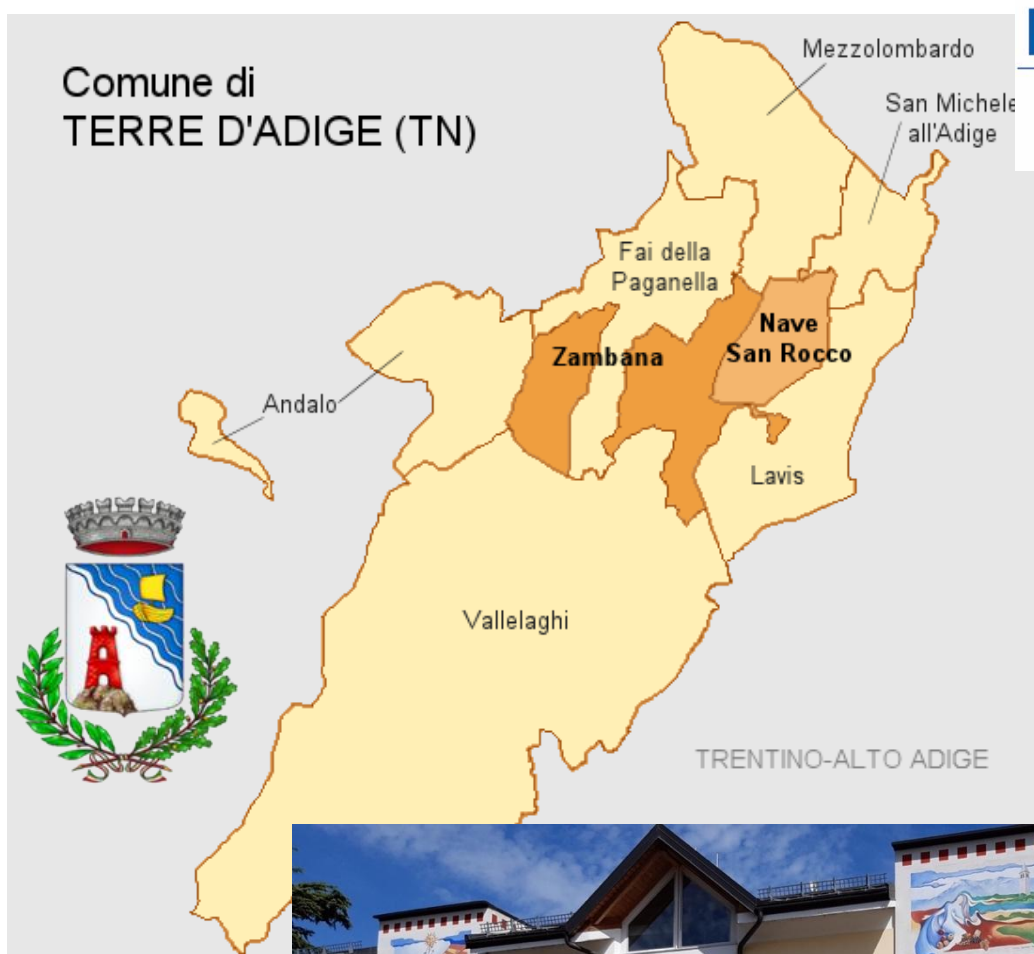 Comune di
TERRE D'ADIGE (TN)
Mezzolombardo
San Michele
all'Adige
Fai della
Paganella
Nave
San Rocco
Zambana
Andalo
Lavis
Vallelaghi
TRENTINO-ALTO ADIGE